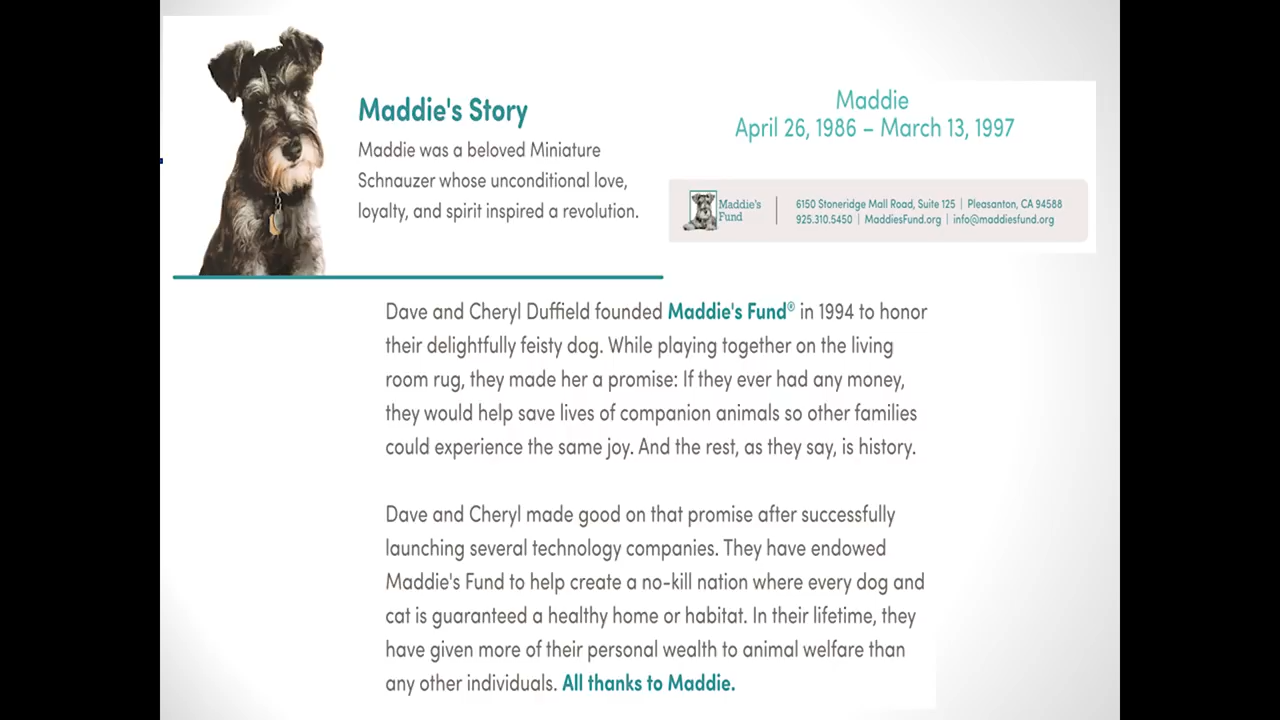 Maddie's Story
Maddie was a beloved Miniature
Schnauzer whose unconditional love,
loyalty, and spirit inspired a revolution.
Maddie
April 26, 1986 – March 13, 1997
Maddie's
Fund
6150 Stoneridge Mall Road, Suite 125 | Pleasanton, CA 94588
925.310.5450 | MaddiesFund.org | info@maddiesfund.org
Dave and Cheryl Duffield founded Maddie's Fund® in 1994 to honor
their delightfully feisty dog. While playing together on the living
room rug, they made her a promise: If they ever had any money,
they would help save lives of companion animals so other families
could experience the same joy. And the rest, as they say, is history.
Dave and Cheryl made good on that promise after successfully
launching several technology companies. They have endowed
Maddie's Fund to help create a no-kill nation where every dog and
cat is guaranteed a healthy home or habitat. In their lifetime, they
have given more of their personal wealth to animal welfare than
any other individuals. All thanks to Maddie.